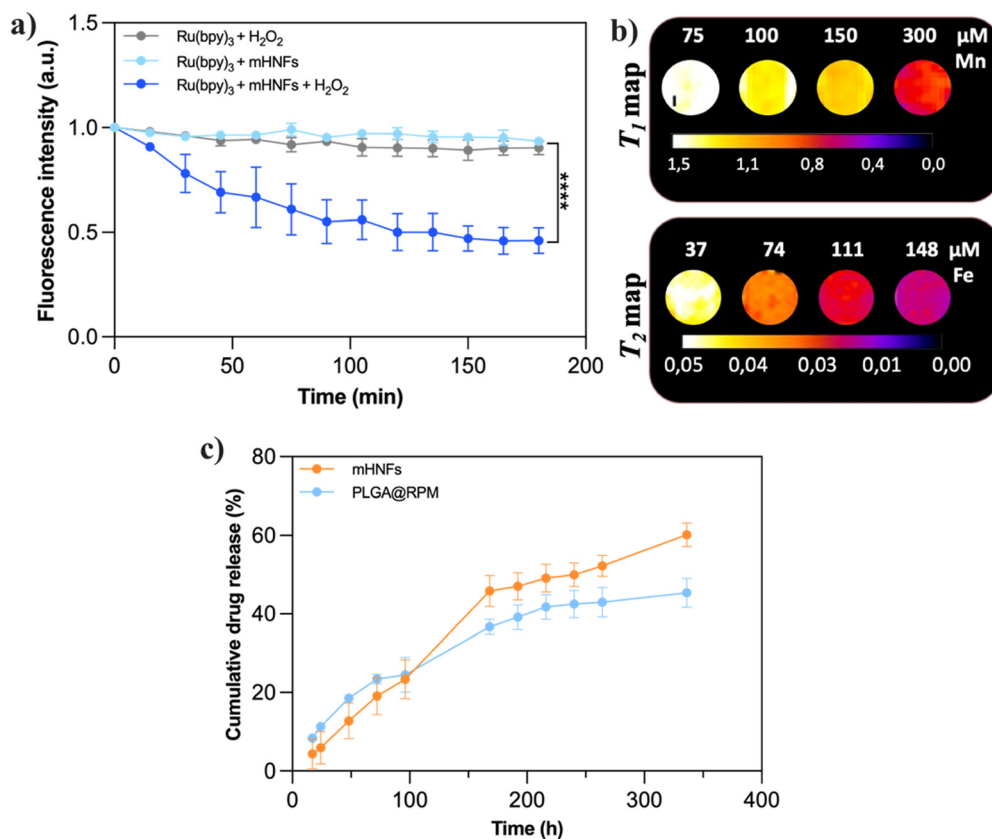 a)
Fluorescence intensity (a.u.)
1.5
1.0
0.5
0.0
Ru(bpy)₃ + H₂O₂
Ru(bpy)₃ + mHNFs
Ru(bpy)₃ + mHNFs + H₂O₂
****
0 50 100 150 200
Time (min)
b)
T₁ map
75 100 150 300 μM
Mn
1,5 1,1 0,8 0,4 0,0
T₂ map
37 74 111 148 μM
Fe
0,05 0,04 0,03 0,01 0,00
c)
Cumulative drug release (%)
80
60
40
20
0
mHNFs
PLGA@RPM
0 100 200 300 400
Time (h)